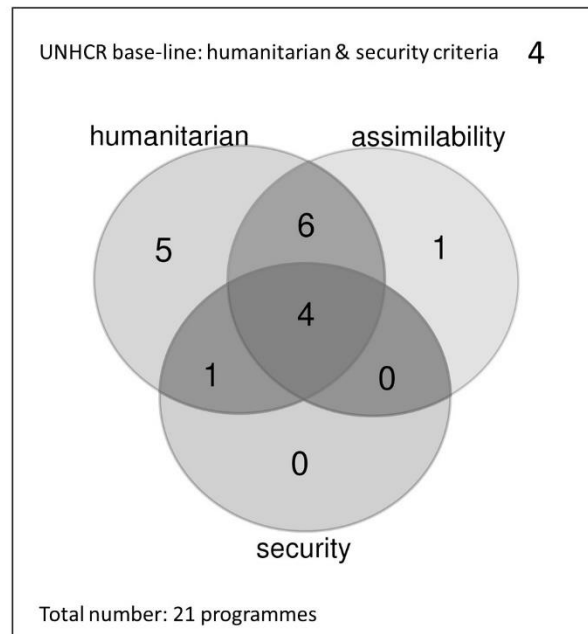 UNHCR base-line: humanitarian & security criteria 4
humanitarian assimilability
6
5 1
4
1 0
0
security
Total number: 21 programmes